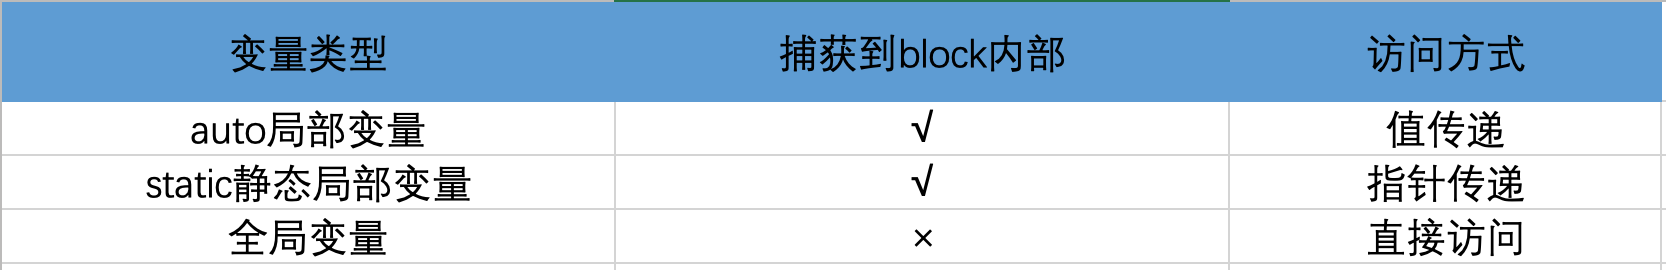 变量类型 捕获到block内部 访问方式
auto局部变量 √ 值传递
static静态局部变量 √ 指针传递
全局变量 × 直接访问